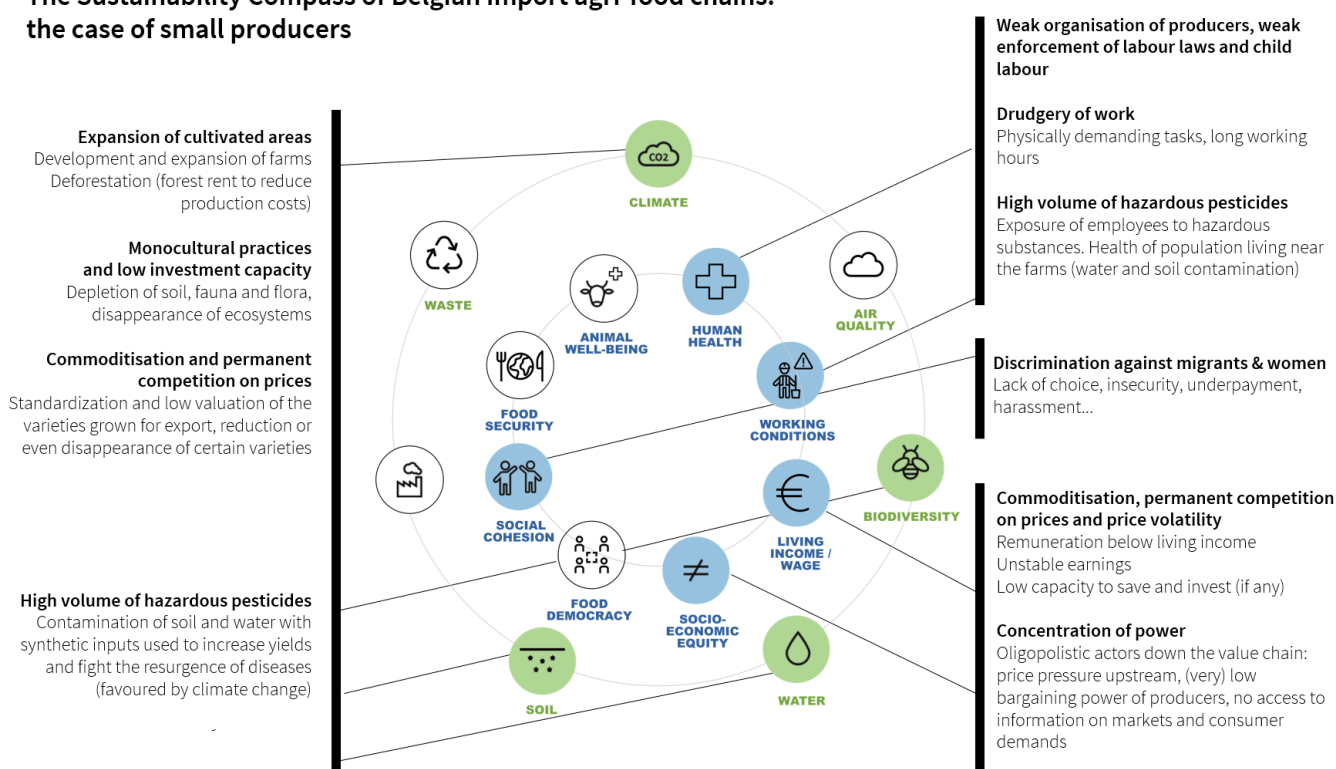 The Sustainability Compass of Belgian import agri-food chains:
the case of small producers
Expansion of cultivated areas
Development and expansion of farms
Deforestation (forest rent to reduce
production costs)
Monocultural practices
and low investment capacity
Depletion of soil, fauna and flora,
disappearance of ecosystems
Commoditisation and permanent
competition on prices
Standardization and low valuation of the
varieties grown for export, reduction or
even disappearance of certain varieties
High volume of hazardous pesticides
Contamination of soil and water with
synthetic inputs used to increase yields
and fight the resurgence of diseases
(favoured by climate change)
CO2
CLIMATE
WASTE
AIR
QUALITY
ANIMAL
WELL-BEING
HUMAN
HEALTH
FOOD
SECURITY
WORKING
CONDITIONS
SOCIAL
COHESION
BIODIVERSITY
LIVING
INCOME /
WAGE
FOOD
DEMOCRACY
SOCIO-
ECONOMIC
EQUITY
SOIL
WATER
Weak organisation of producers, weak
enforcement of labour laws and child
labour
Drudgery of work
Physically demanding tasks, long working
hours
High volume of hazardous pesticides
Exposure of employees to hazardous
substances. Health of population living near
the farms (water and soil contamination)
Discrimination against migrants & women
Lack of choice, insecurity, underpayment,
harassment...
Commoditisation, permanent competition
on prices and price volatility
Remuneration below living income
Unstable earnings
Low capacity to save and invest (if any)
Concentration of power
Oligopolistic actors down the value chain:
price pressure upstream, (very) low
bargaining power of producers, no access to
information on markets and consumer
demands